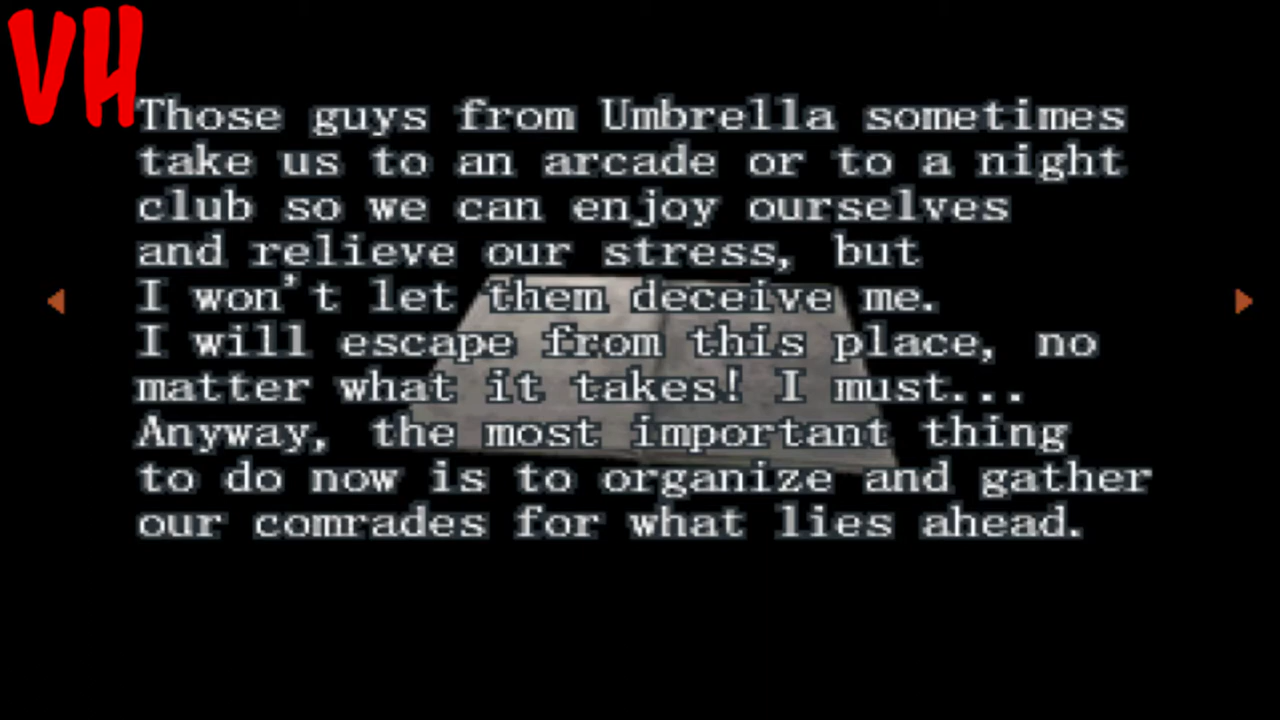 VH
Those guys from Umbrella sometimes
take us to an arcade or to a night
club so we can enjoy ourselves
and relieve our stress, but
I won't let them deceive me.
I will escape from this place, no
matter what it takes! I must...
Anyway, the most important thing
to do now is to organize and gather
our comrades for what lies ahead.